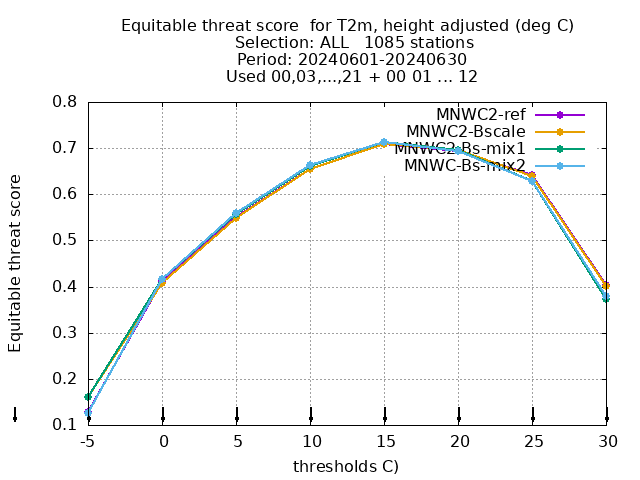 Equitable threat score  for T2m, height adjusted (deg C)
Selection: ALL   1085 stations
Period: 20240601-20240630
Used 00,03,...,21 + 00 01 ... 12
MNWC2-ref
MNWC2-Bscale
MNWC2-Bs-mix1
MNWC-Bs-mix2
Equitable threat score
0.8
0.7
0.6
0.5
0.4
0.3
0.2
0.1
-5 0 5 10 15 20 25 30
thresholds C)